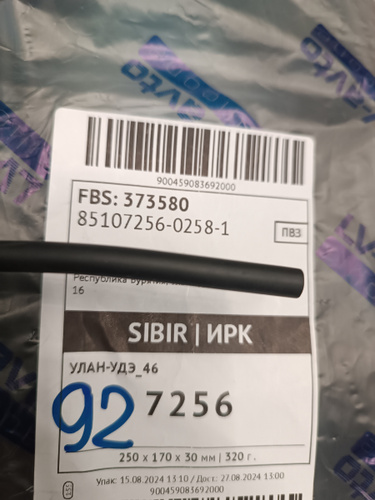 900459083692000
FBS: 373580
85107256-0258-1
ПВЗ
Республика Бурятия,
16
SIBIR | ИРК
УЛАН-УДЭ_46
92 7256
250 x 170 x 30 мм | 320 г.
Упак: 15.08.2024 13:10 / Дост: 27.08.2024 13:00
900459083692000